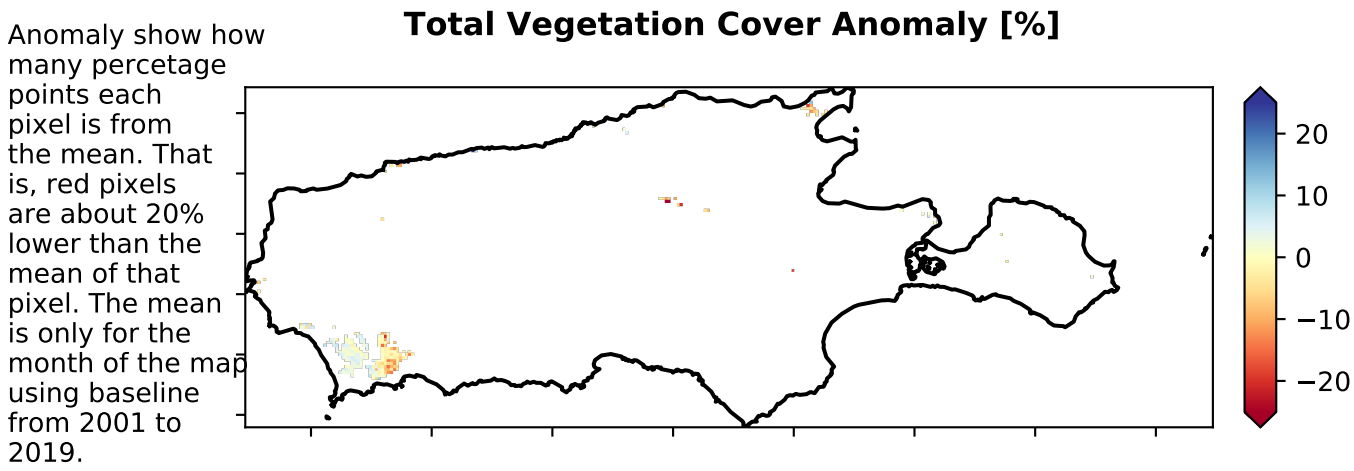 Total Vegetation Cover Anomaly [%]
Anomaly show how
many percetage
points each
pixel is from
the mean. That
is, red pixels
are about 20%
lower than the
mean of that
pixel. The mean
is only for the
month of the map
using baseline
from 2001 to
2019.
20
10
0
−10
−20